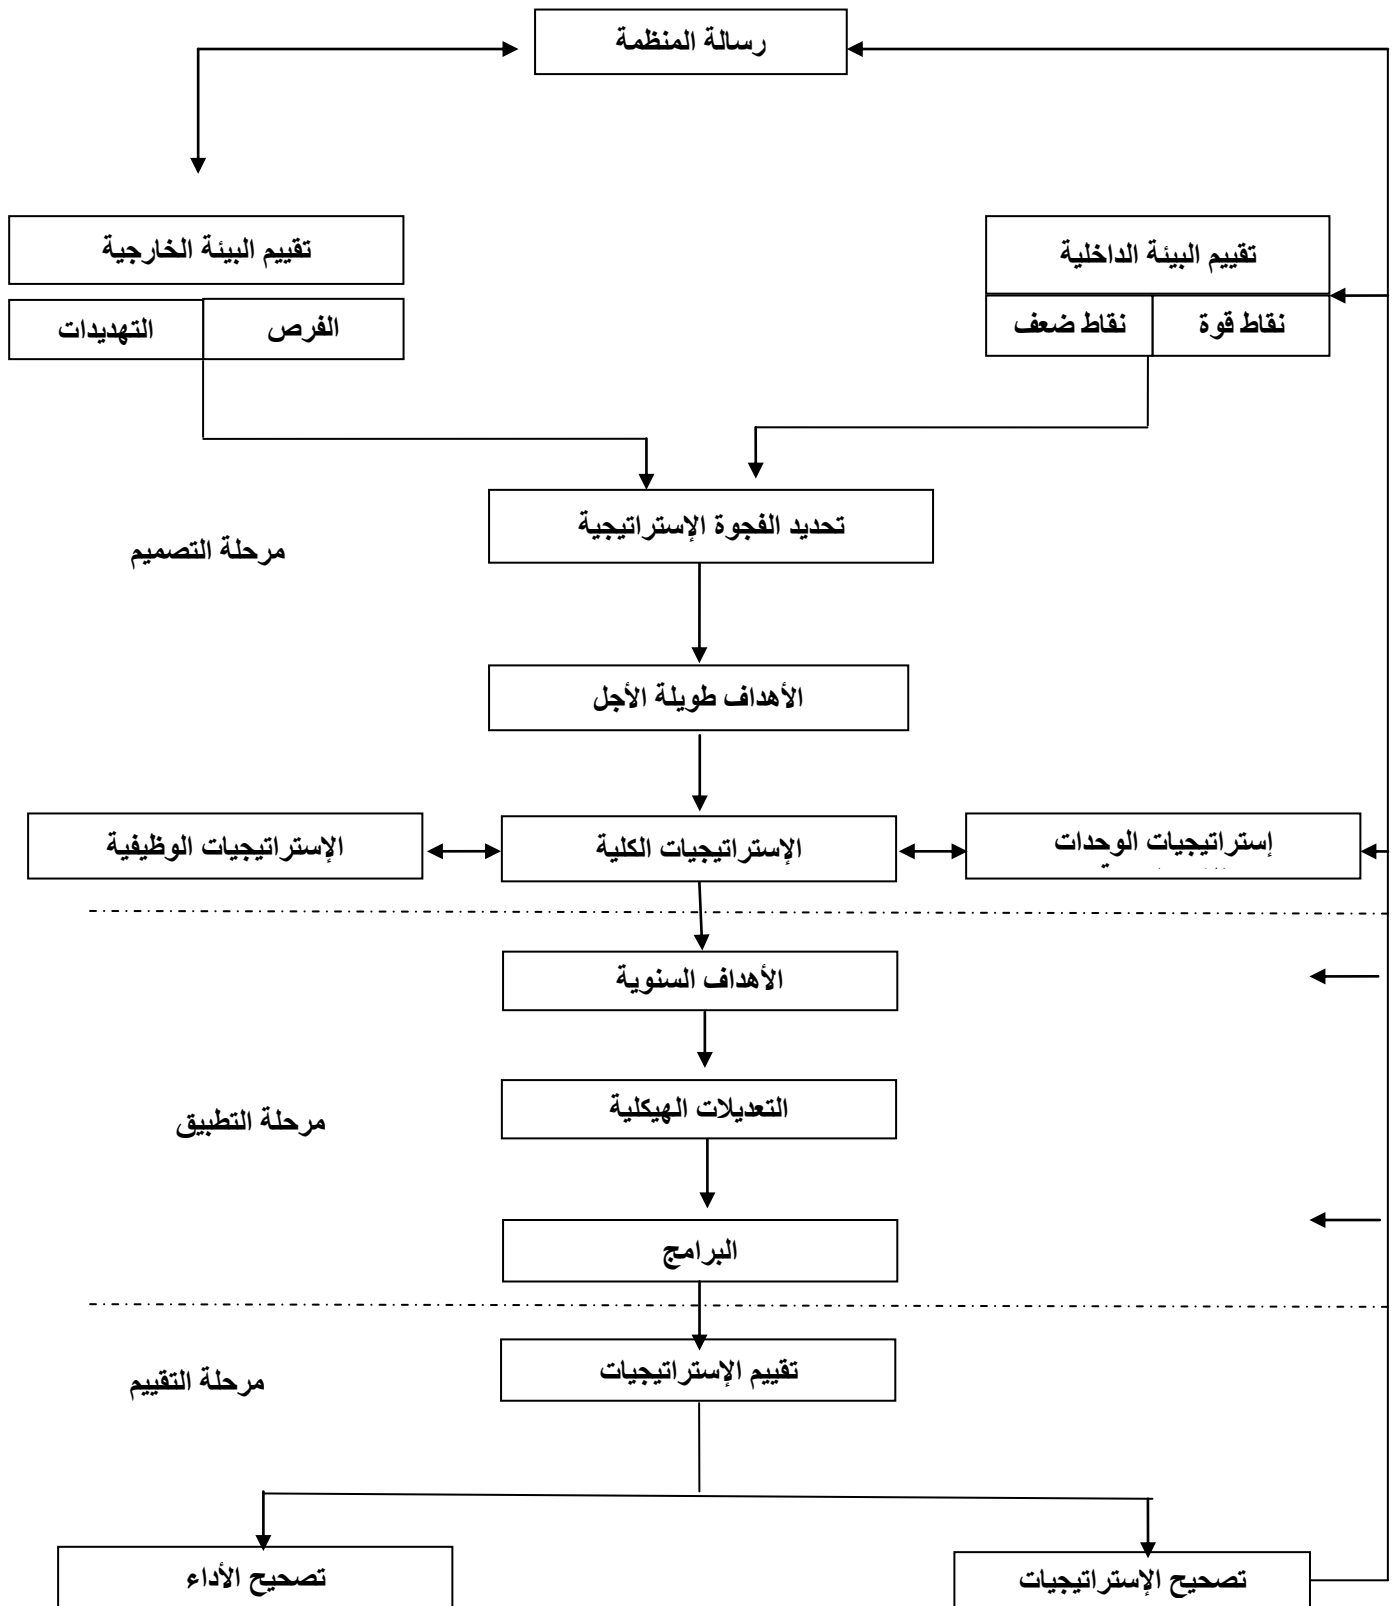 رسالة المنظمة
تقييم البيئة الداخلية
تقييم البيئة الخارجية
نقاط قوة
نقاط ضعف
الفرص
التهديدات
تحديد الفجوة الإستراتيجية
مرحلة التصميم
الأهداف طويلة الأجل
إستراتيجيات الوحدات
الإستراتيجيات الكلية
الإستراتيجيات الوظيفية
الأهداف السنوية
التعديلات الهيكلية
مرحلة التطبيق
البرامج
تقييم الإستراتيجيات
مرحلة التقييم
تصحيح الإستراتيجيات
تصحيح الأداء